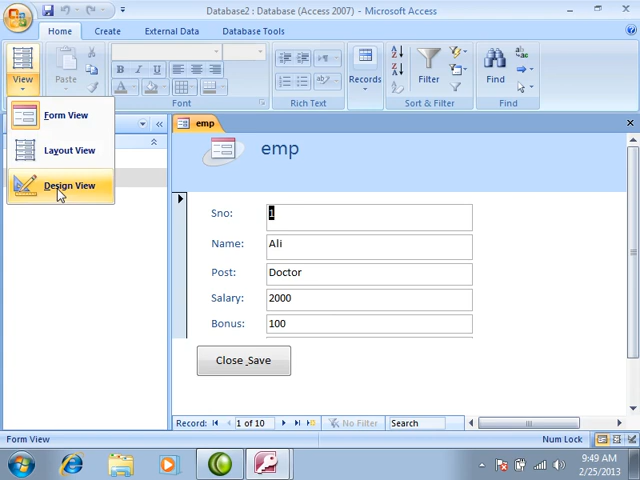 Database2 : Database (Access 2007) - Microsoft Access
Home Create External Data Database Tools
View Paste B I U A Font Rich Text Records Filter Sort & Filter Find Find
Form View
Layout View
Design View
emp
emp
Sno: 1
Name: Ali
Post: Doctor
Salary: 2000
Bonus: 100
Close _Save
Record: 1 of 10 No Filter Search
Form View Num Lock
9:49 AM
2/25/2013